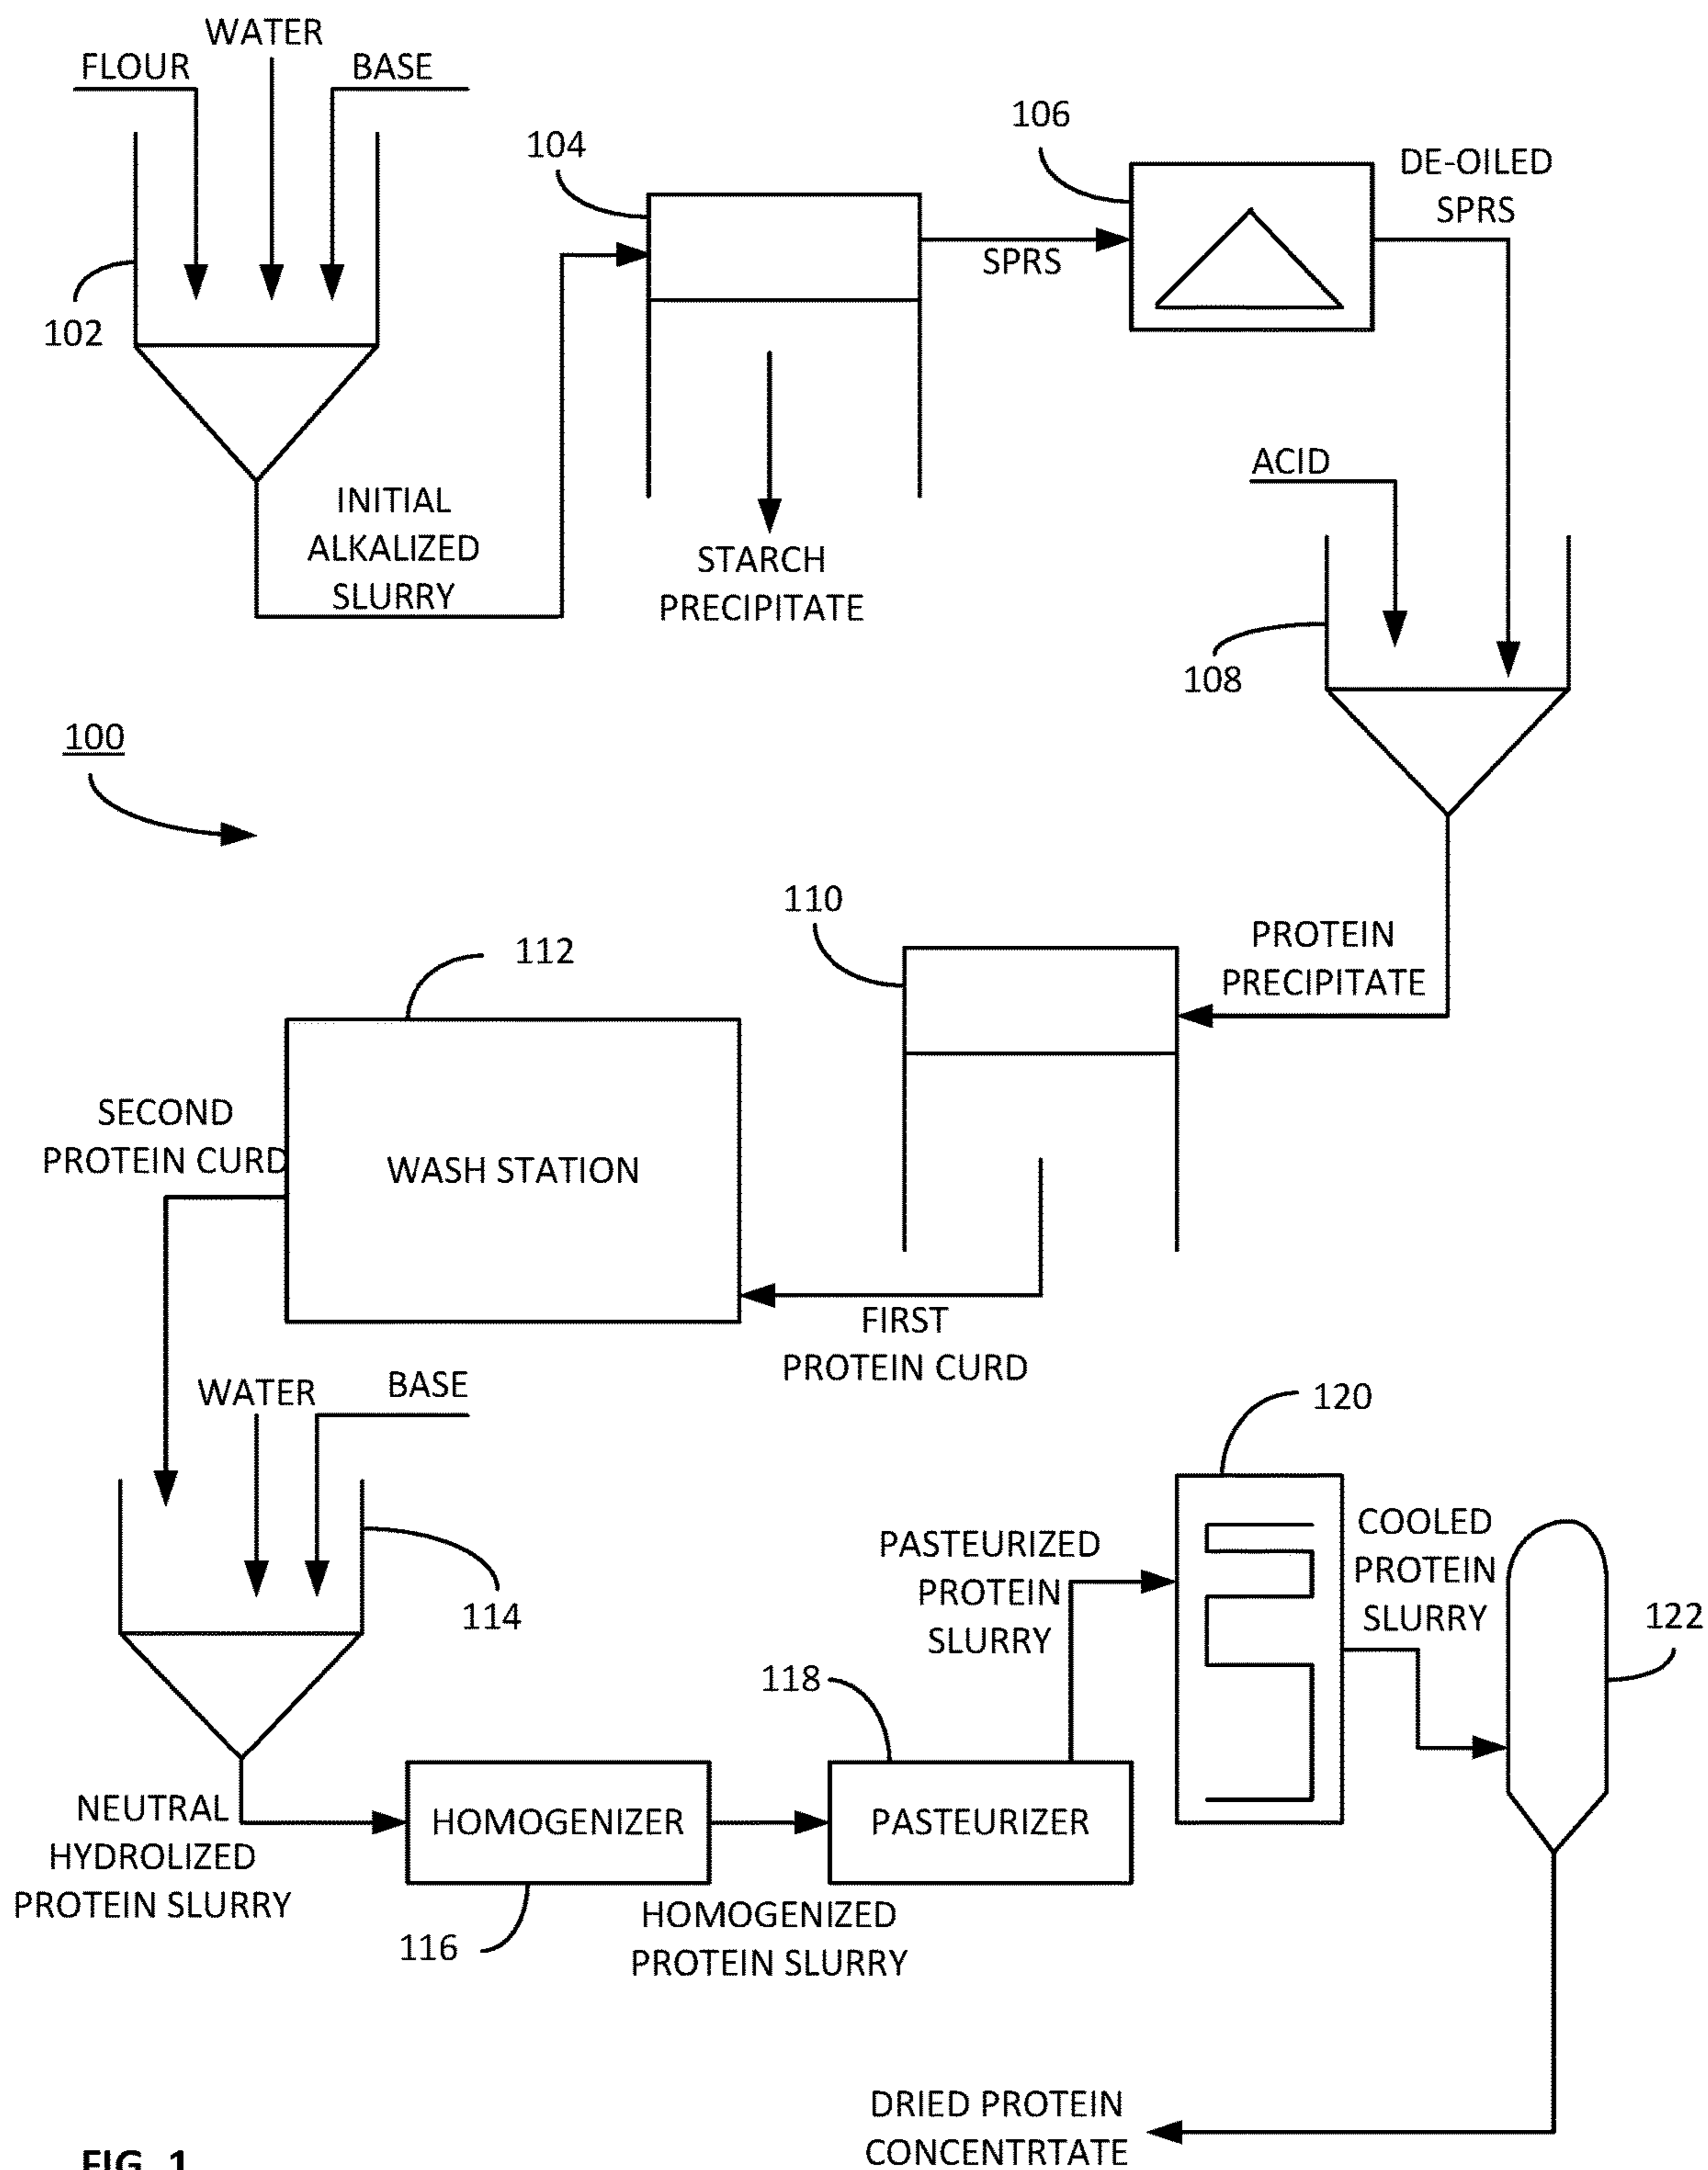 WATER
FLOUR
BASE
102
INITIAL
ALKALIZED
SLURRY
104
STARCH
PRECIPITATE
SPRS
106
DE-OILED
SPRS
ACID
108
100
PROTEIN
PRECIPITATE
110
FIRST
PROTEIN CURD
112
WASH STATION
SECOND
PROTEIN CURD
WATER
BASE
114
NEUTRAL
HYDROLIZED
PROTEIN SLURRY
HOMOGENIZER
116
HOMOGENIZED
PROTEIN SLURRY
118
PASTEURIZER
PASTEURIZED
PROTEIN
SLURRY
120
COOLED
PROTEIN
SLURRY
122
DRIED PROTEIN
CONCENTRTATE
FIG. 1